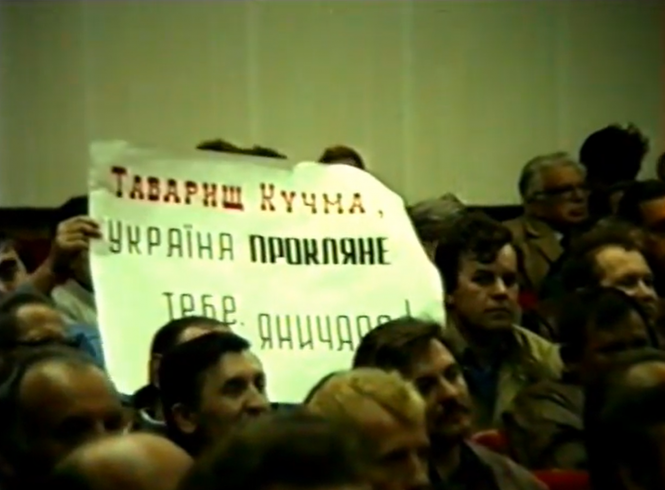 ТАВАРИЩ КУЧМА,
УКРАЇНА ПРОКЛЯНЕ
ТЕБЕ, ЯНИЧАРЕ!